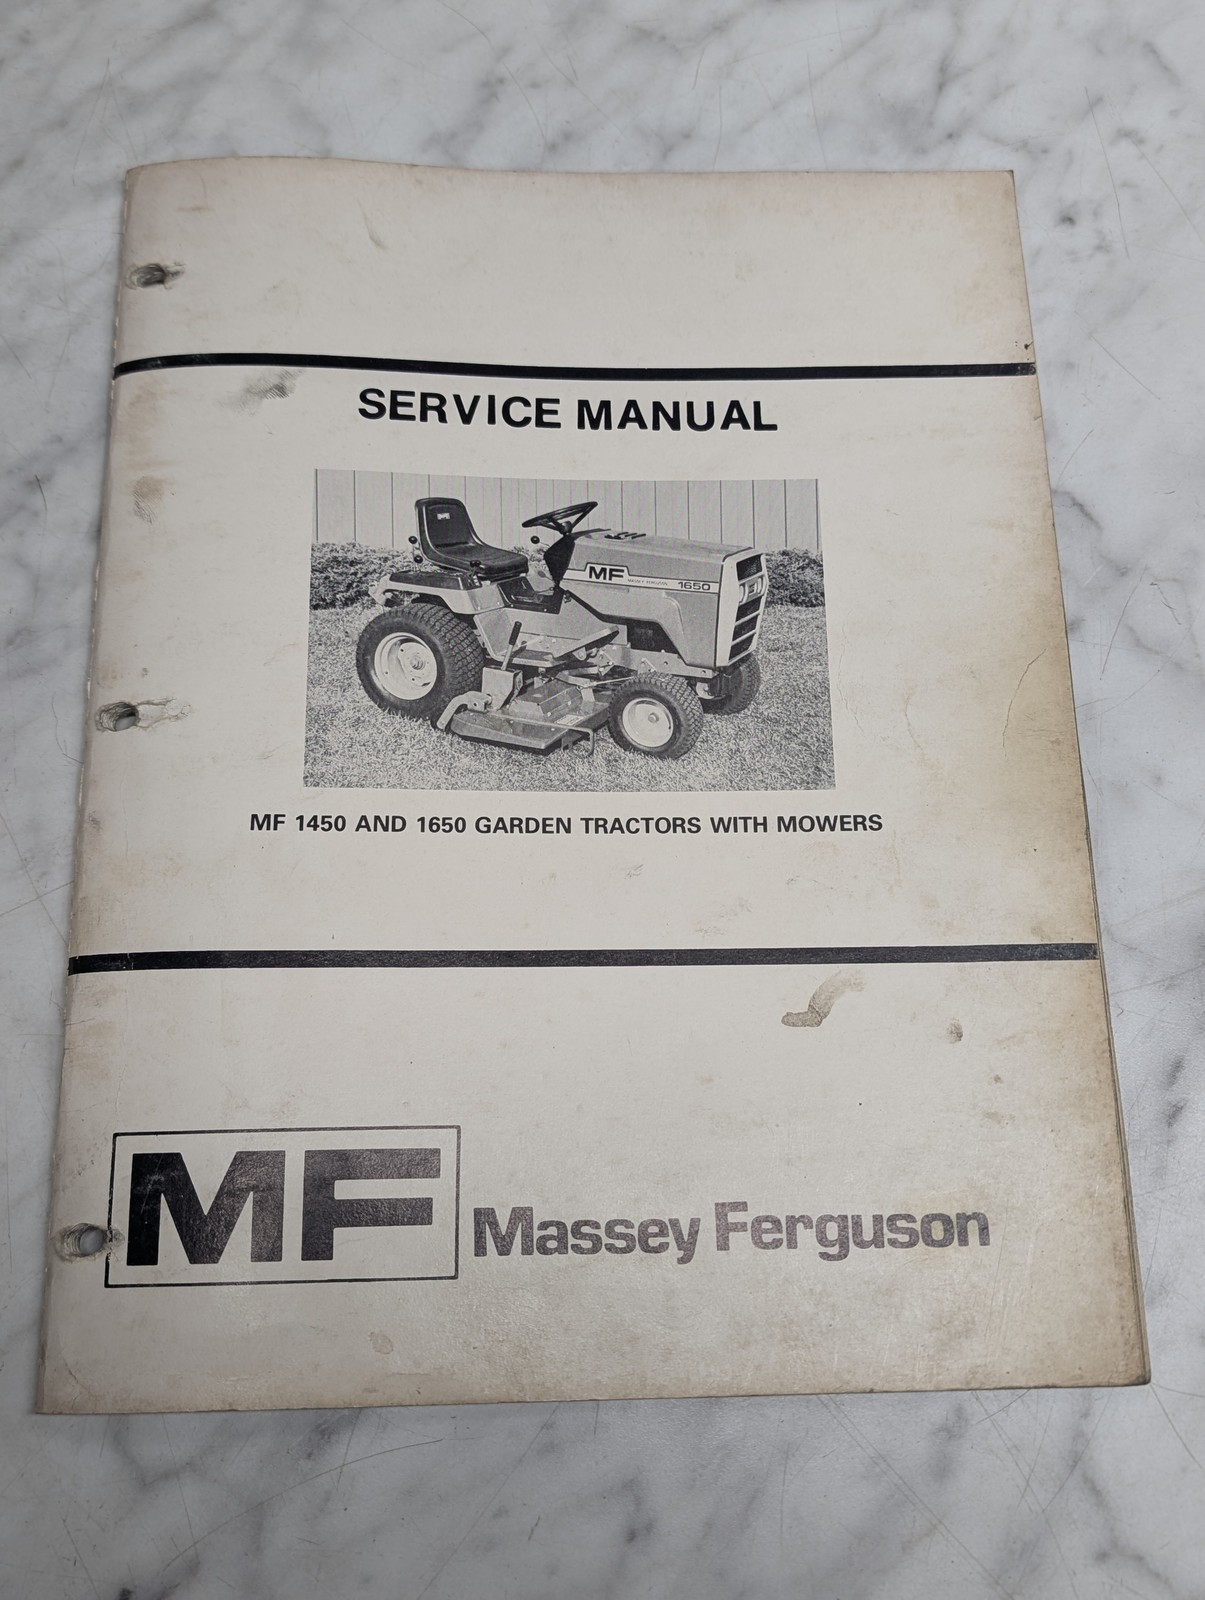 SERVICE MANUAL
MF MASSEY FERGUSON 1650
MF 1450 AND 1650 GARDEN TRACTORS WITH MOWERS
MF Massey Ferguson